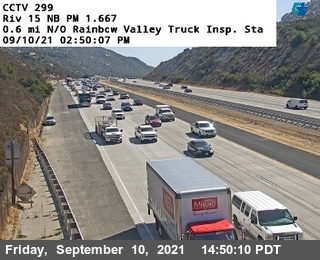 CCTV 299
Riv 15 NB PM 1.667
0.6 mi N/O Rainbcw Valley Truck Insp. Sta
09/10/21 02:50:07 PM
Friday, September 10, 2021 14:50:10 PDT